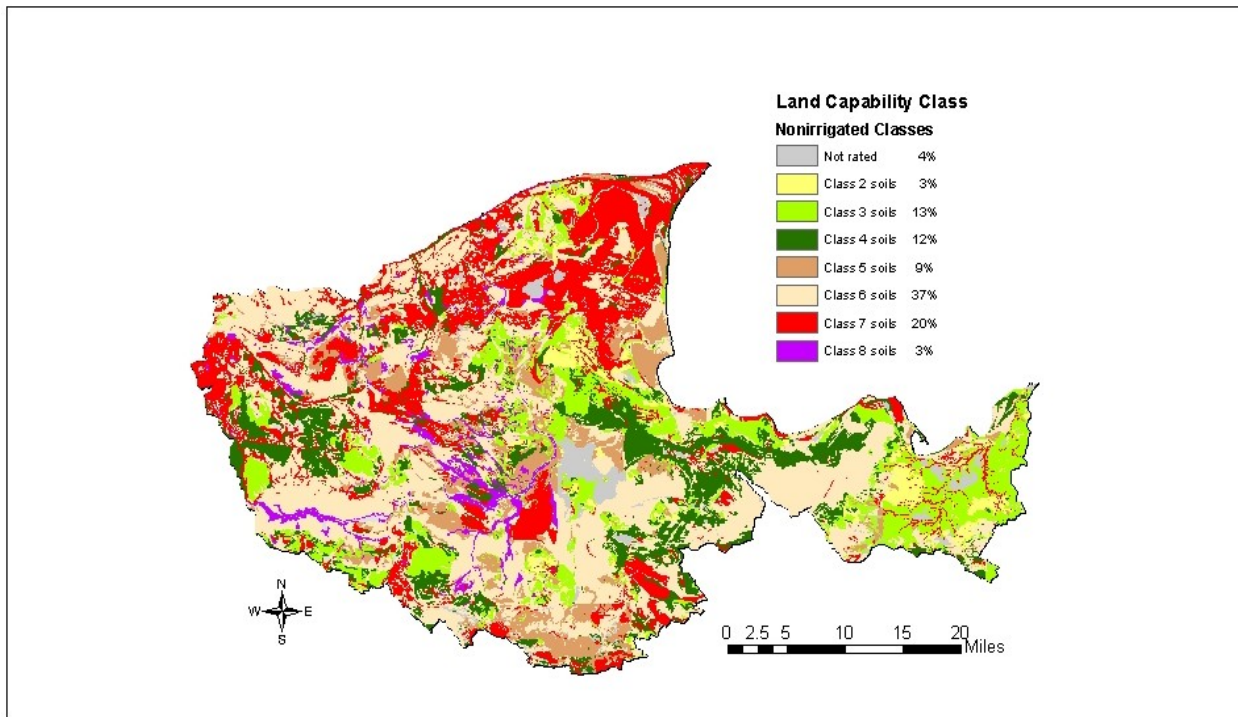 Land Capability Class
Nonirrigated Classes
Not rated 4%
Class 2 soils 3%
Class 3 soils 13%
Class 4 soils 12%
Class 5 soils 9%
Class 6 soils 37%
Class 7 soils 20%
Class 8 soils 3%
N
W E
S
0 2.5 5 10 15 20
Miles